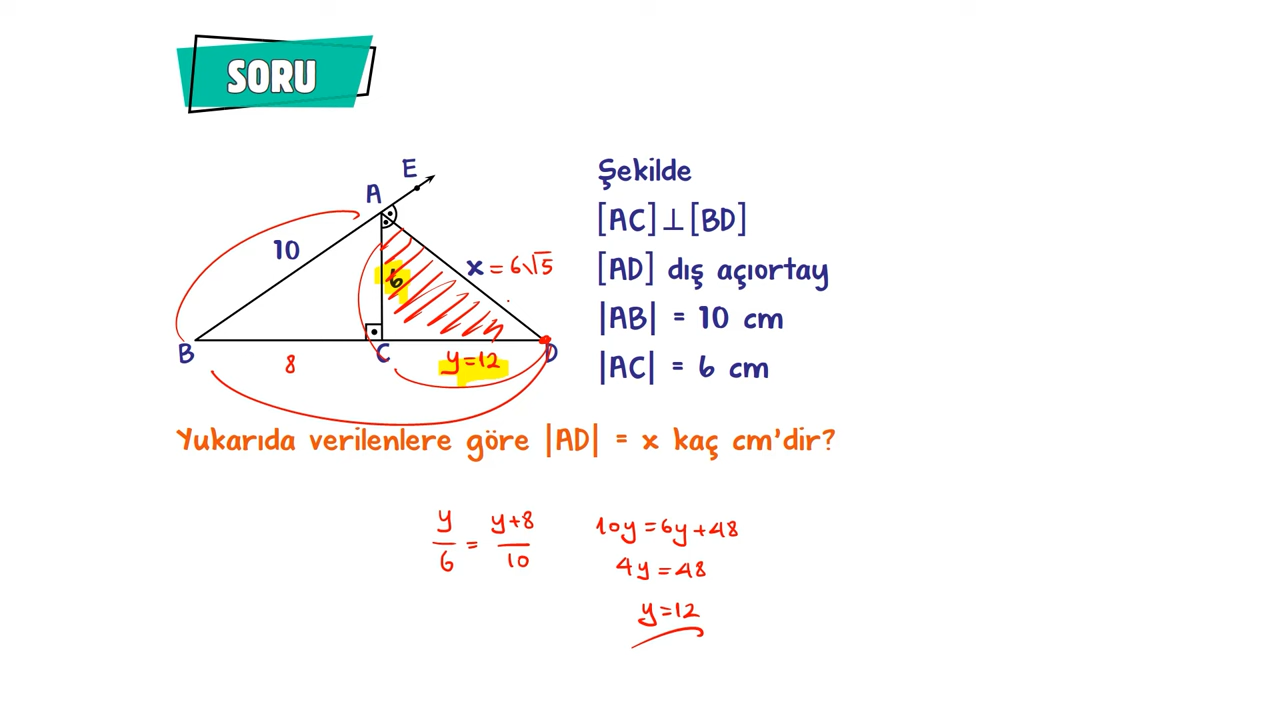 SORU
E
A
10
x = 6√5
6
B
C
D
8
y=12
Şekilde
[AC]⊥[BD]
[AD] dış açıortay
|AB| = 10 cm
|AC| = 6 cm
Yukarıda verilenlere göre |AD| = x kaç cm'dir?
y/6 = y+8/10
10y=6y+48
4y=48
y=12